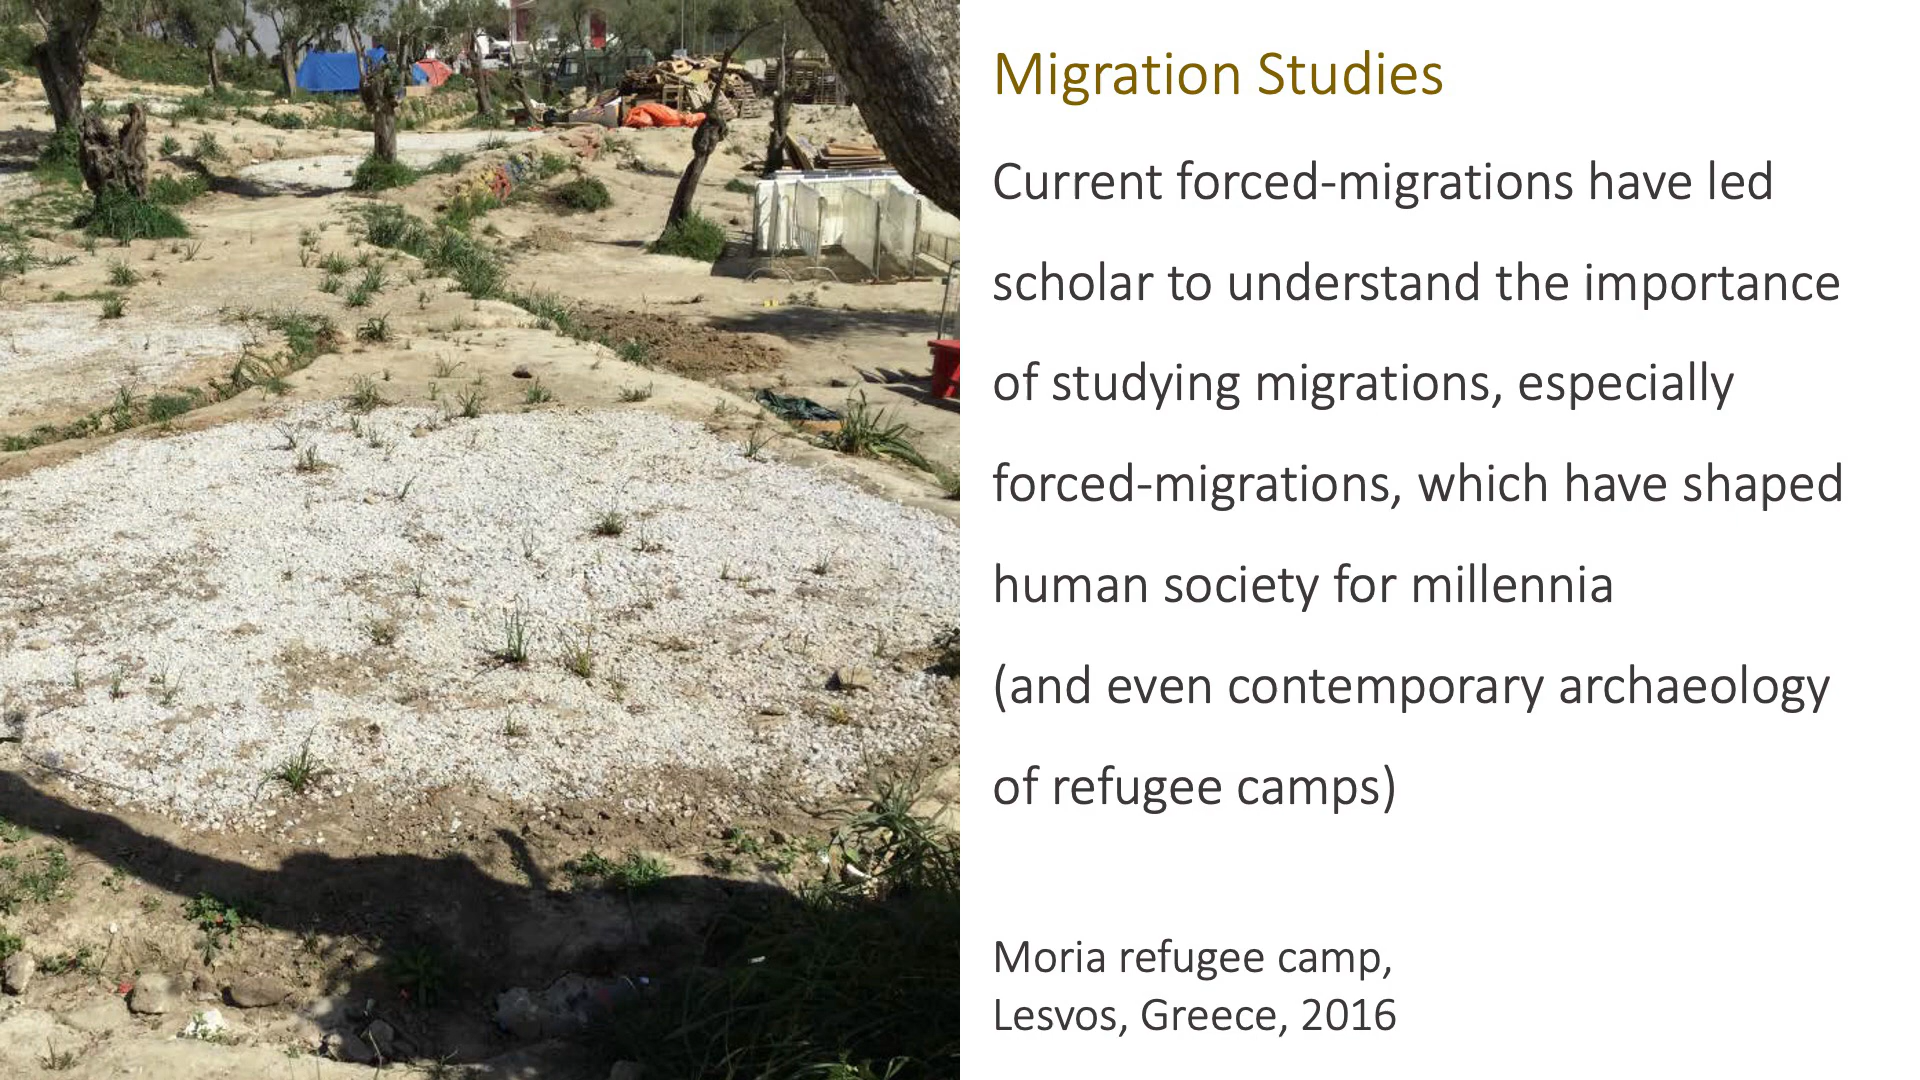 Migration Studies
Current forced-migrations have led
scholar to understand the importance
of studying migrations, especially
forced-migrations, which have shaped
human society for millennia
(and even contemporary archaeology
of refugee camps)
Moria refugee camp,
Lesvos, Greece, 2016